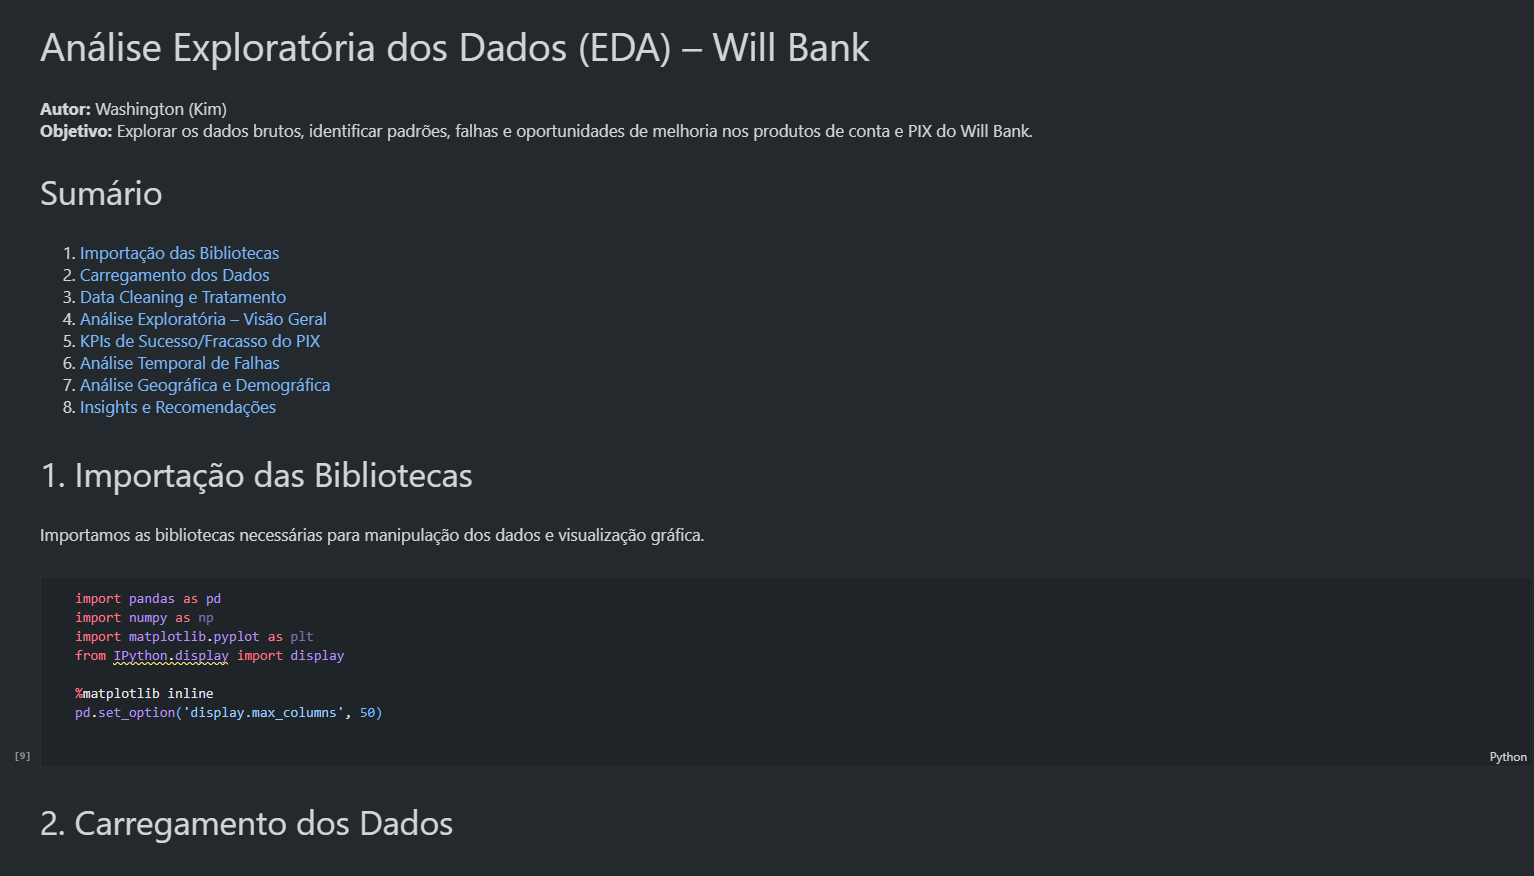 Análise Exploratória dos Dados (EDA) – Will Bank
Autor: Washington (Kim)
Objetivo: Explorar os dados brutos, identificar padrões, falhas e oportunidades de melhoria nos produtos de conta e PIX do Will Bank.
Sumário
1. Importação das Bibliotecas
2. Carregamento dos Dados
3. Data Cleaning e Tratamento
4. Análise Exploratória – Visão Geral
5. KPIs de Sucesso/Fracasso do PIX
6. Análise Temporal de Falhas
7. Análise Geográfica e Demográfica
8. Insights e Recomendações
1. Importação das Bibliotecas
Importamos as bibliotecas necessárias para manipulação dos dados e visualização gráfica.
import pandas as pd
import numpy as np
import matplotlib.pyplot as plt
from IPython.display import display
%matplotlib inline
pd.set_option('display.max_columns', 50)
[9]
Python
2. Carregamento dos Dados